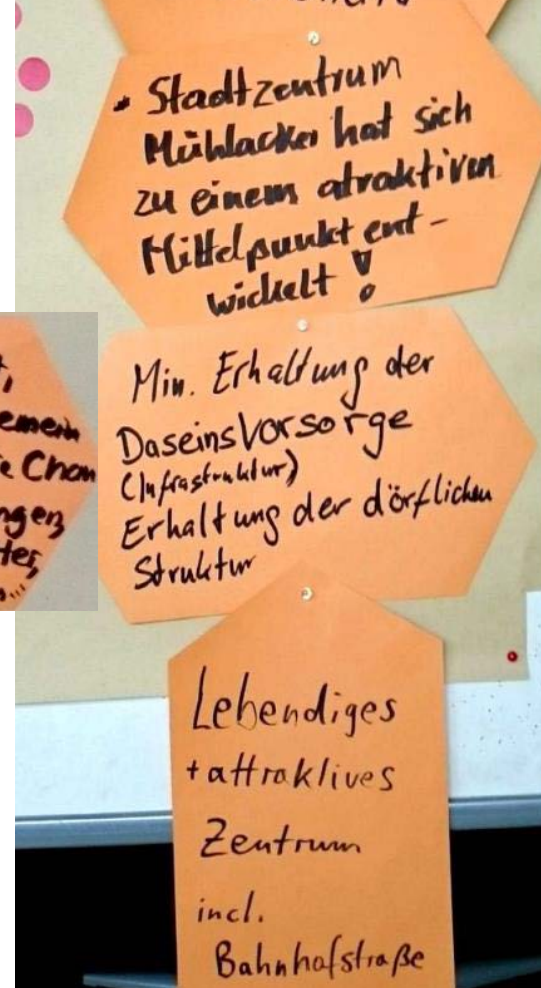 - Stadtzentrum
Mühlacker hat sich
zu einem atraktiven
Mittelpunkt ent-
wickelt !
Min. Erhaltung der
Daseinsvorsorge
(Infrastruktur)
Erhaltung der dörflichen
Struktur
Lebendiges
+ attraktives
Zentrum
incl.
Bahnhofstraße